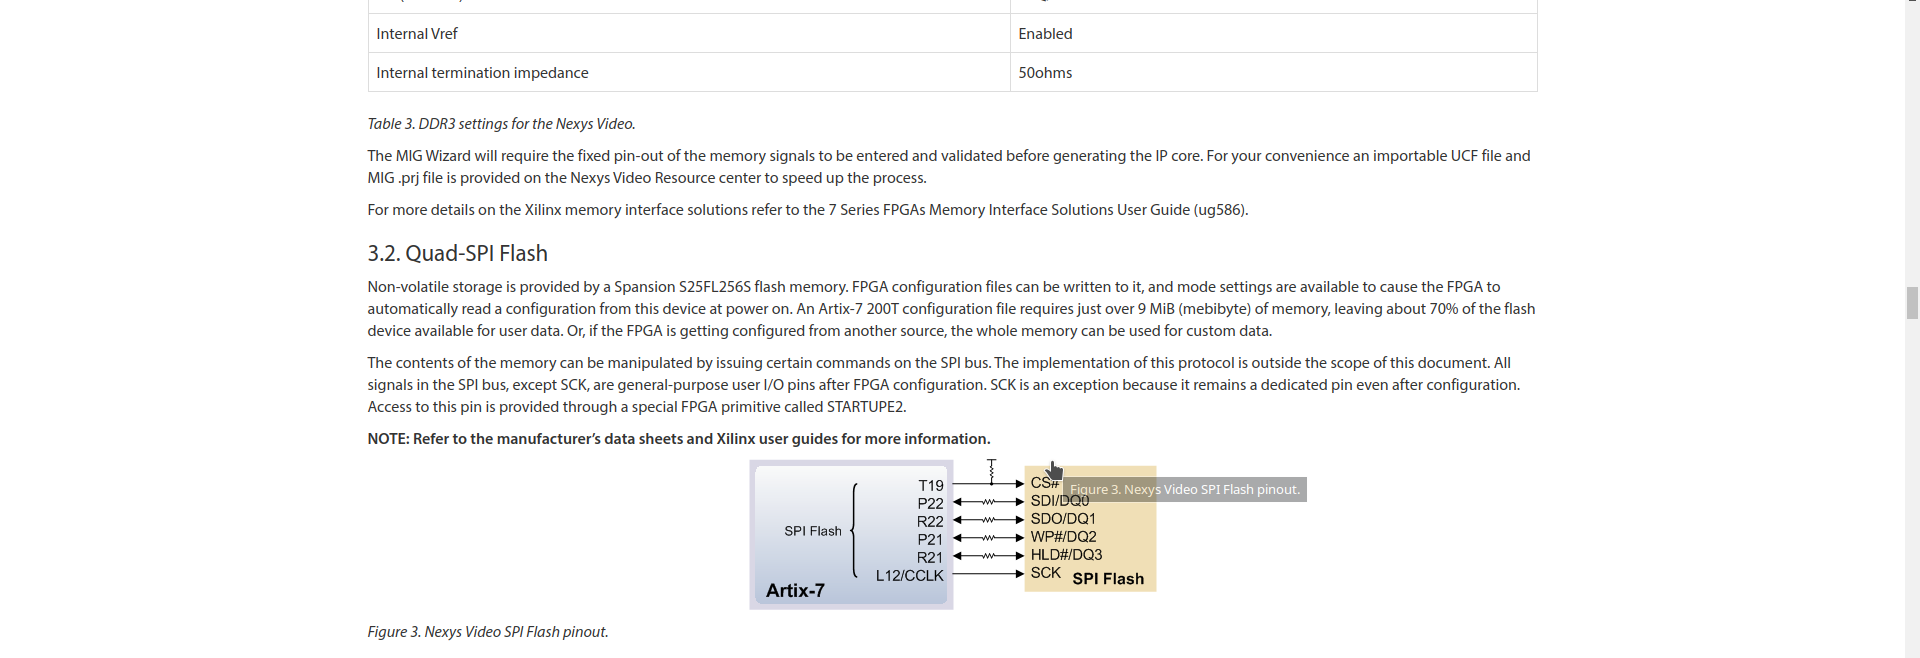 Internal Vref Enabled
Internal termination impedance 50ohms
Table 3. DDR3 settings for the Nexys Video.
The MIG Wizard will require the fixed pin-out of the memory signals to be entered and validated before generating the IP core. For your convenience an importable UCF file and
MIG .prj file is provided on the Nexys Video Resource center to speed up the process.
For more details on the Xilinx memory interface solutions refer to the 7 Series FPGAs Memory Interface Solutions User Guide (ug586).
3.2. Quad-SPI Flash
Non-volatile storage is provided by a Spansion S25FL256S flash memory. FPGA configuration files can be written to it, and mode settings are available to cause the FPGA to
automatically read a configuration from this device at power on. An Artix-7 200T configuration file requires just over 9 MiB (mebibyte) of memory, leaving about 70% of the flash
device available for user data. Or, if the FPGA is getting configured from another source, the whole memory can be used for custom data.
The contents of the memory can be manipulated by issuing certain commands on the SPI bus. The implementation of this protocol is outside the scope of this document. All
signals in the SPI bus, except SCK, are general-purpose user I/O pins after FPGA configuration. SCK is an exception because it remains a dedicated pin even after configuration.
Access to this pin is provided through a special FPGA primitive called STARTUPE2.
NOTE: Refer to the manufacturer's data sheets and Xilinx user guides for more information.
T19 CS#
Figure 3. Nexys Video SPI Flash pinout.
P22 SDI/DQ0
R22 SDO/DQ1
SPI Flash
P21 WP#/DQ2
R21 HLD#/DQ3
L12/CCLK SCK
SPI Flash
Artix-7
Figure 3. Nexys Video SPI Flash pinout.